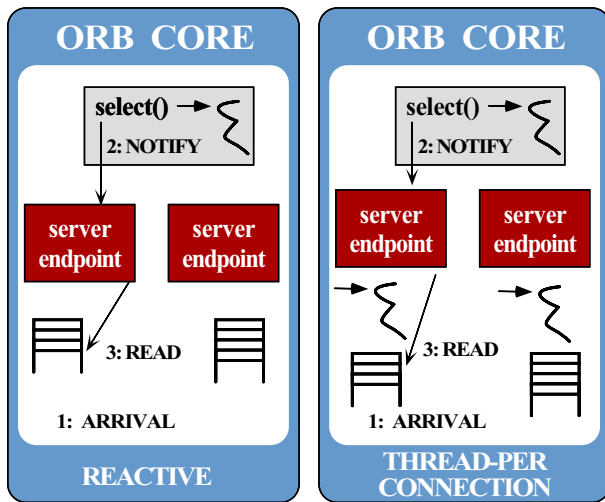 ORB CORE
select()
2: NOTIFY
server
endpoint
server
endpoint
3: READ
1: ARRIVAL
REACTIVE
ORB CORE
select()
2: NOTIFY
server
endpoint
server
endpoint
3: READ
1: ARRIVAL
THREAD-PER
CONNECTION